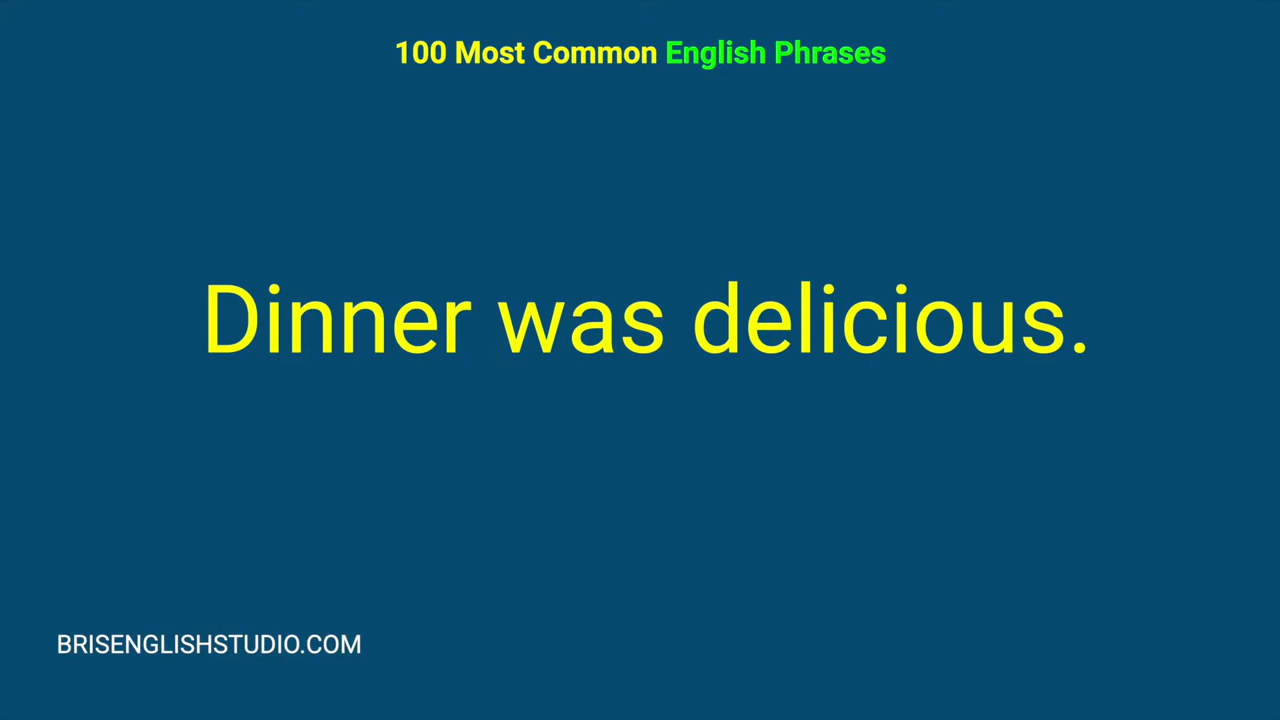 100 Most Common English Phrases
Dinner was delicious.
BRISENGLISHSTUDIO.COM